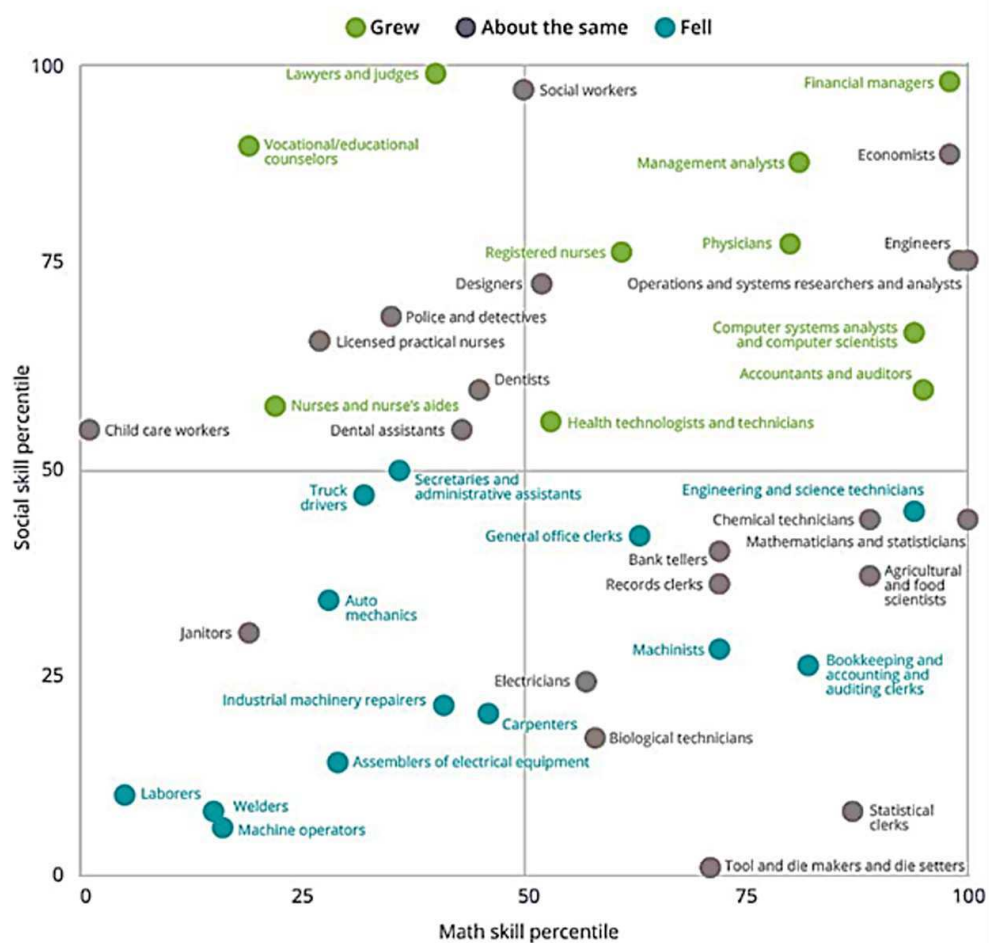 Grew About the same Fell
100
Lawyers and judges
Social workers
Financial managers
Vocational/educational
counselors
Management analysts
Economists
Registered nurses
Physicians
Engineers
75
Designers
Operations and systems researchers and analysts
Police and detectives
Licensed practical nurses
Computer systems analysts
and computer scientists
Dentists
Accountants and auditors
Nurses and nurse's aides
Health technologists and technicians
Child care workers
Dental assistants
50
Secretaries and
administrative assistants
Truck
drivers
Engineering and science technicians
Chemical technicians
General office clerks
Mathematicians and statisticians
Bank tellers
Records clerks
Agricultural
and food
scientists
Auto
mechanics
Janitors
Machinists
Bookkeeping and
accounting and
auditing clerks
25
Electricians
Industrial machinery repairers
Carpenters
Biological technicians
Assemblers of electrical equipment
Laborers
Welders
Machine operators
Statistical
clerks
Tool and die makers and die setters
0
Social skill percentile
0 25 50 75 100
Math skill percentile